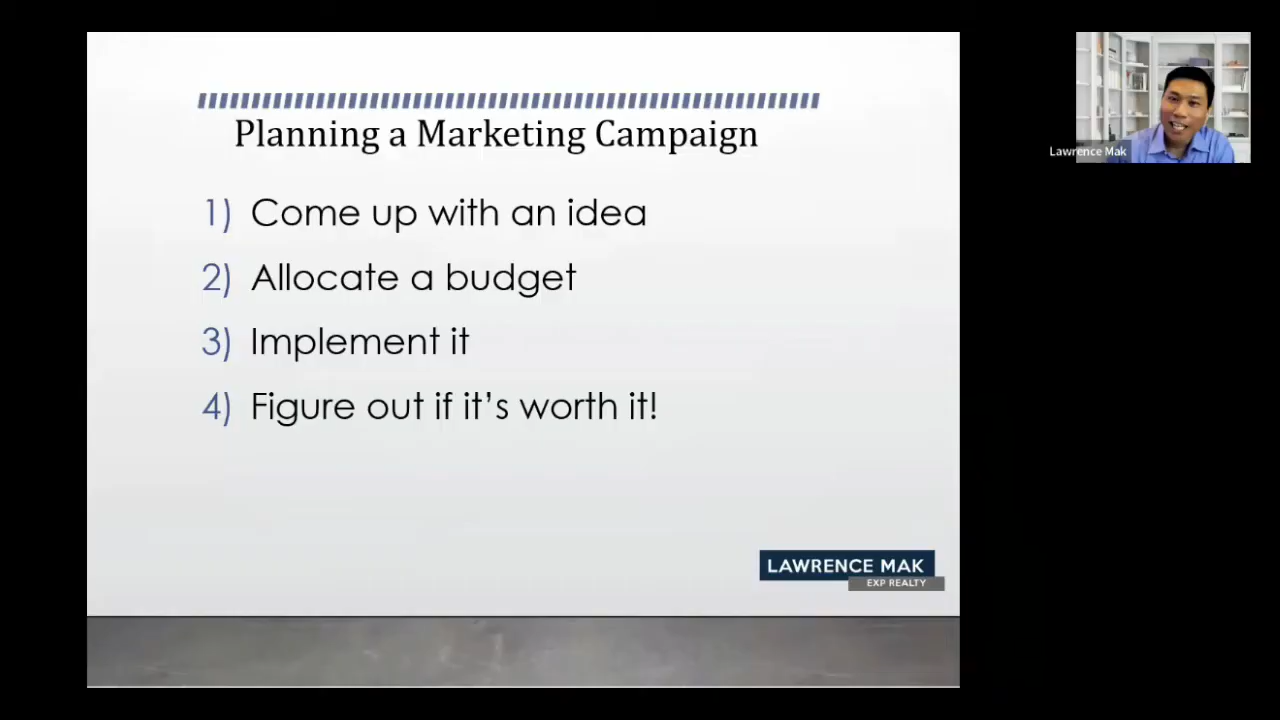 Planning a Marketing Campaign
1) Come up with an idea
2) Allocate a budget
3) Implement it
4) Figure out if it’s worth it!
LAWRENCE MAK
EXP REALTY
Lawrence Mak